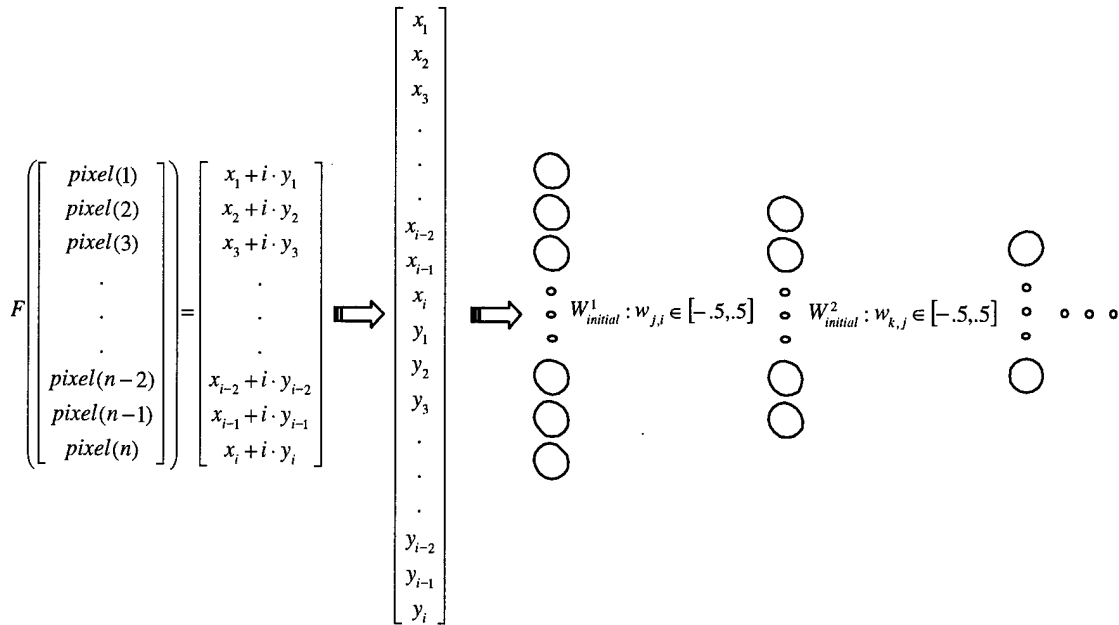 F
pixel(1)
pixel(2)
pixel(3)
.
.
.
pixel(n−2)
pixel(n−1)
pixel(n)
=
x₁ + i · y₁
x₂ + i · y₂
x₃ + i · y₃
.
.
.
xᵢ₋₂ + i · yᵢ₋₂
xᵢ₋₁ + i · yᵢ₋₁
xᵢ + i · yᵢ
x₁
x₂
x₃
.
.
.
xᵢ₋₂
xᵢ₋₁
xᵢ
y₁
y₂
y₃
.
.
.
yᵢ₋₂
yᵢ₋₁
yᵢ
W¹initial : wj,i ∈ [−.5,.5]
W²initial : wk,j ∈ [−.5,.5]